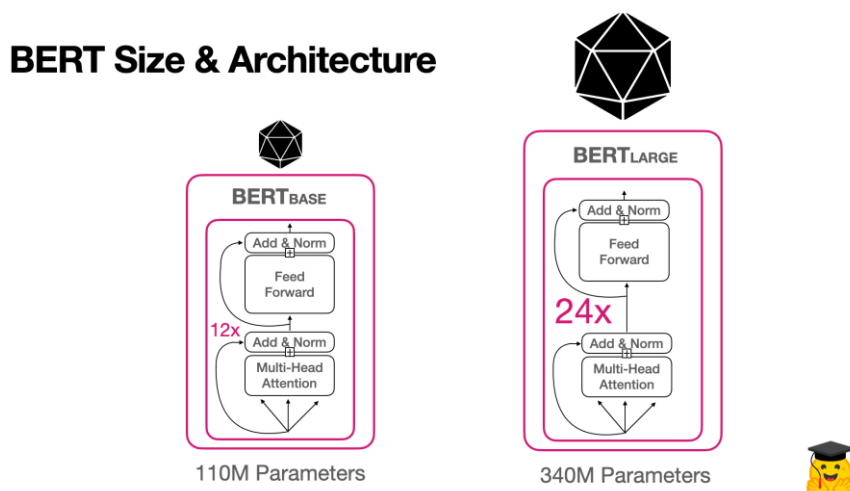 BERT Size & Architecture
BERTBASE
Add & Norm
Feed
Forward
12x
Add & Norm
Multi-Head
Attention
110M Parameters
BERTLARGE
Add & Norm
Feed
Forward
24x
Add & Norm
Multi-Head
Attention
340M Parameters